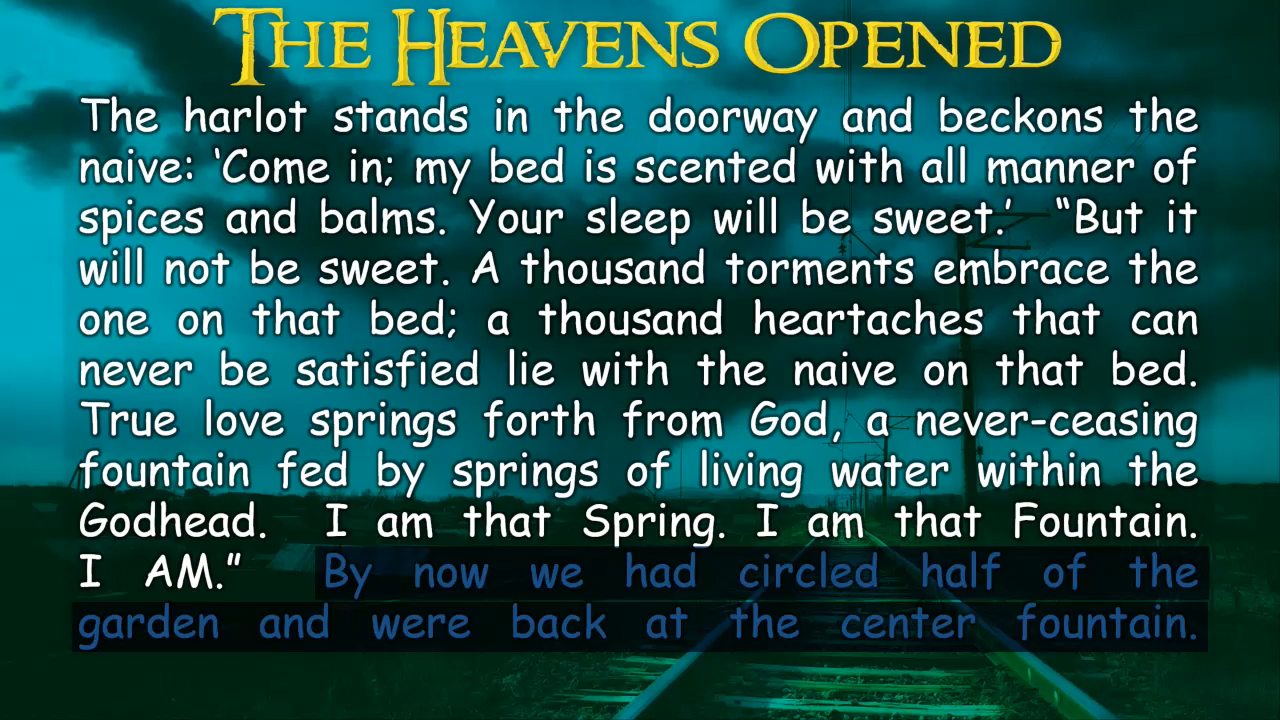 THE HEAVENS OPENED
The harlot stands in the doorway and beckons the
naive: ‘Come in; my bed is scented with all manner of
spices and balms. Your sleep will be sweet.’ “But it
will not be sweet. A thousand torments embrace the
one on that bed; a thousand heartaches that can
never be satisfied lie with the naive on that bed.
True love springs forth from God, a never-ceasing
fountain fed by springs of living water within the
Godhead. I am that Spring. I am that Fountain.
I AM.” By now we had circled half of the
garden and were back at the center fountain.